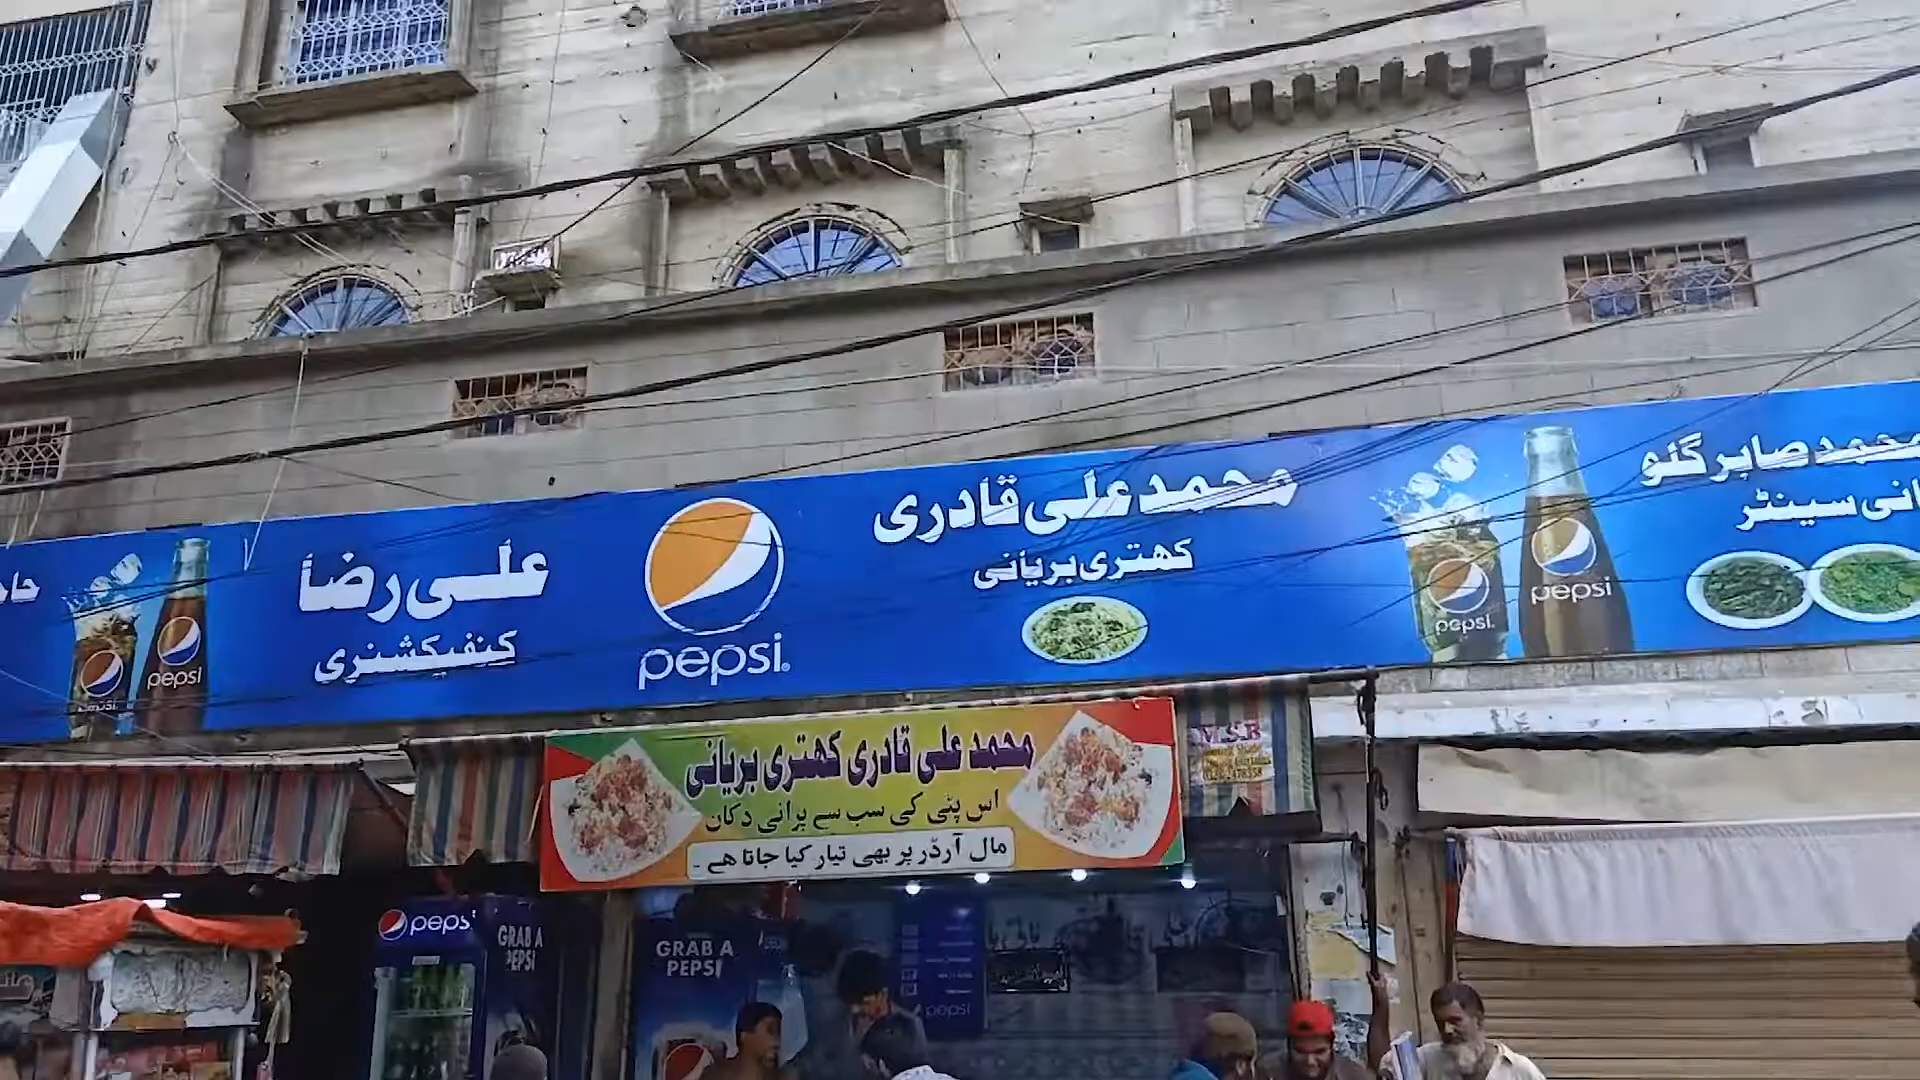 علی رضا
کنفیکشنری
pepsi
محمد علی قادری
کھتری بریانی
pepsi
pepsi
محمد صابر گلو
سینٹر
pepsi
pepsi
محمد علی قادری کھتری بریانی
اس پٹی کی سب سے پرانی دکان
مال آرڈر پر بھی تیار کیا جاتا ھے ۔
M.S.B
pepsi
GRAB A
PEPSI
GRAB A
PEPSI
pepsi